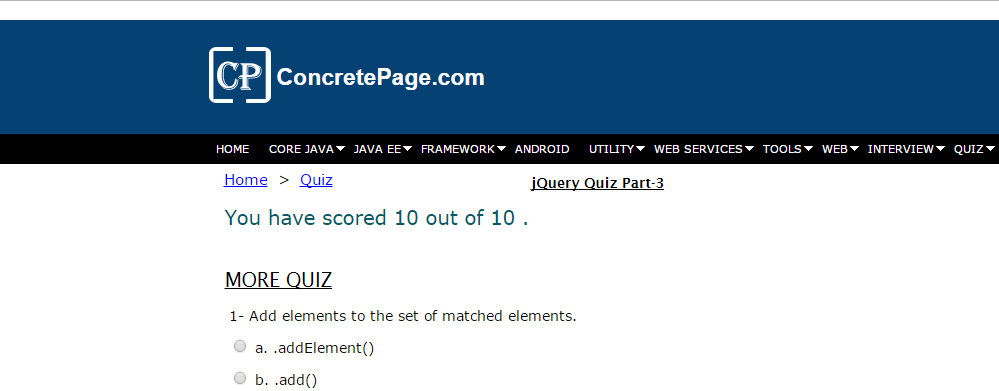 CP ConcretePage.com
HOME CORE JAVA JAVA EE FRAMEWORK ANDROID UTILITY WEB SERVICES TOOLS WEB INTERVIEW QUIZ
Home > Quiz jQuery Quiz Part-3
You have scored 10 out of 10 .
MORE QUIZ
1- Add elements to the set of matched elements.
a. .addElement()
b. .add()